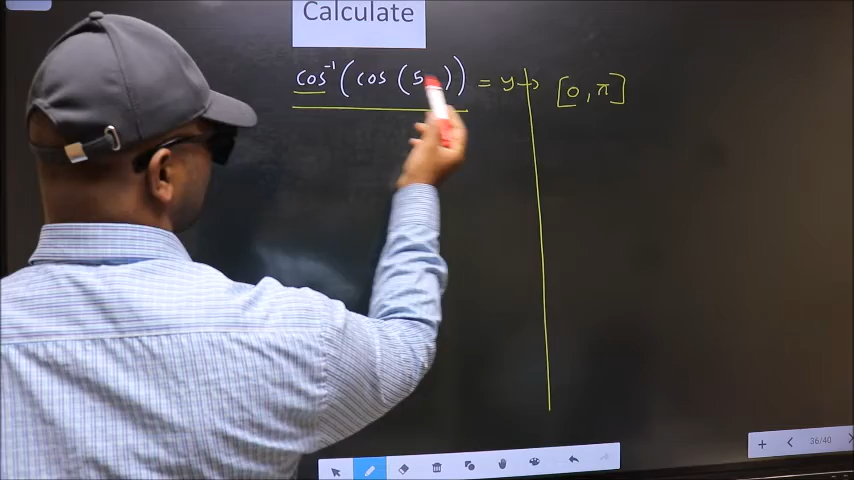 Calculate
cos⁻¹(cos(5 )) = y → [0, π]
36/40